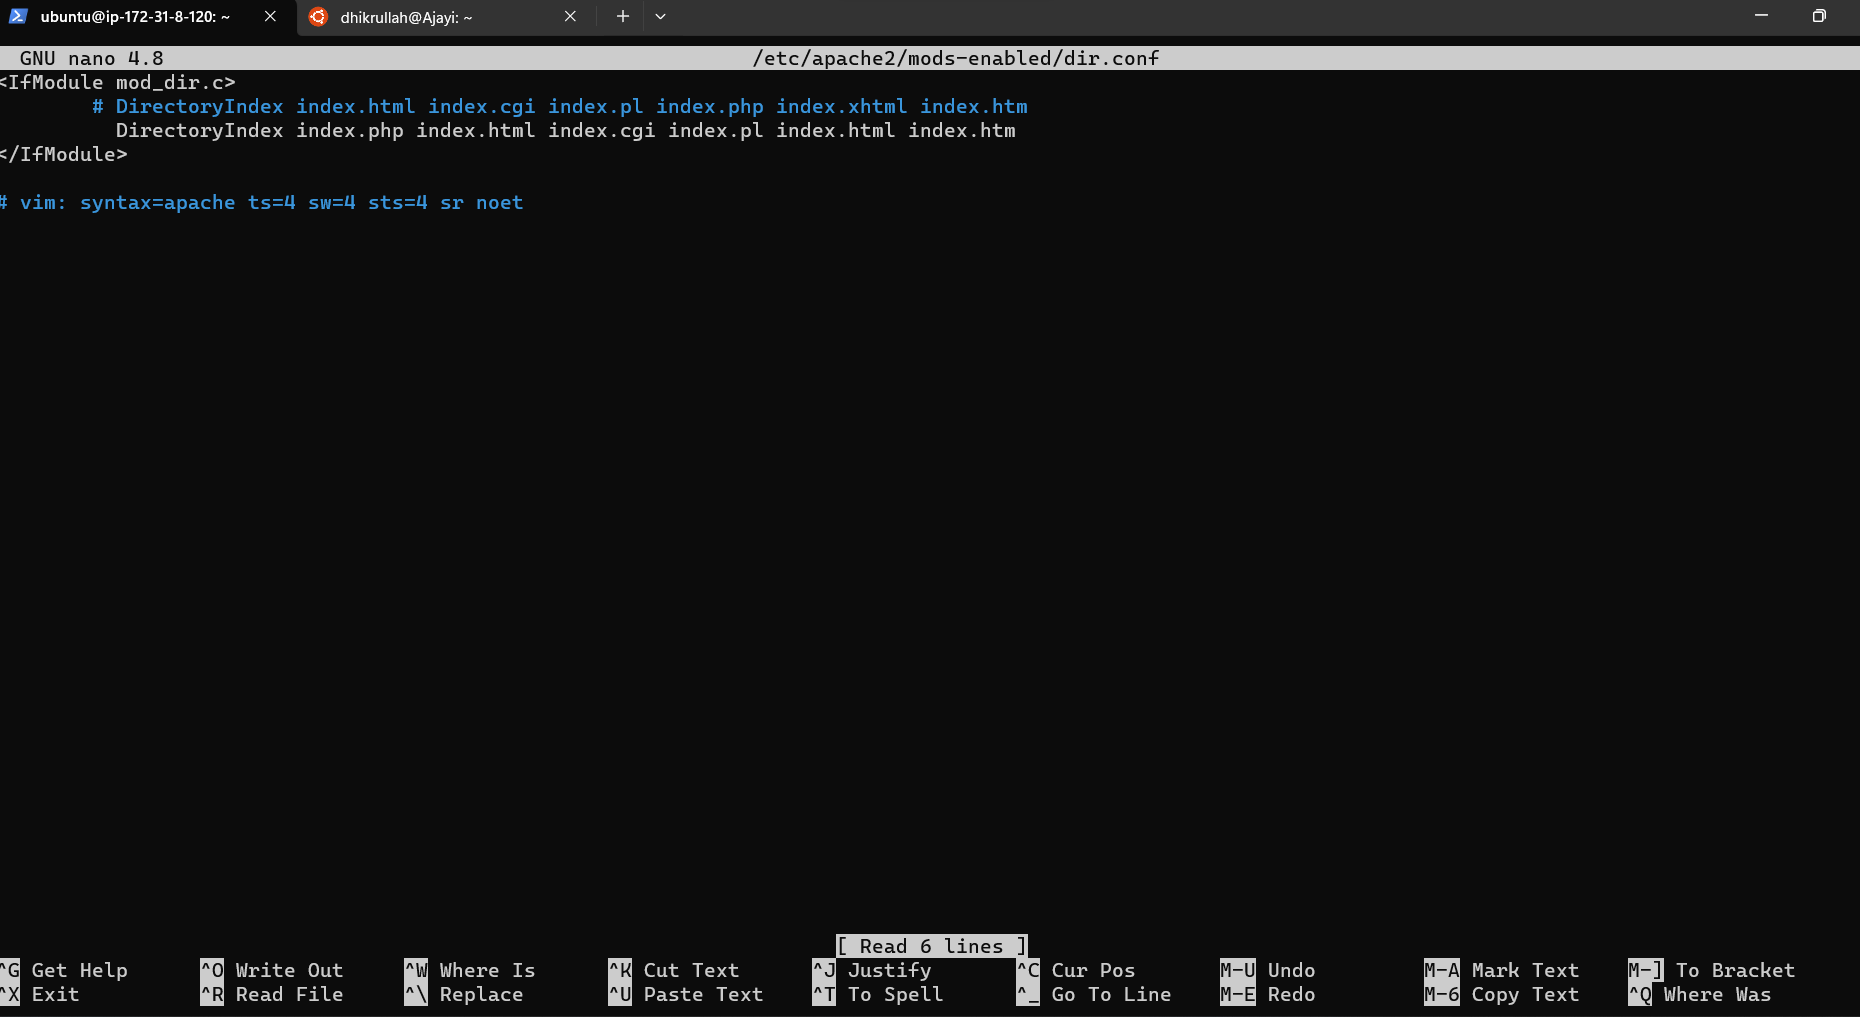 ubuntu@ip-172-31-8-120: ~
dhikrullah@Ajayi: ~
GNU nano 4.8 /etc/apache2/mods-enabled/dir.conf
<IfModule mod_dir.c>
# DirectoryIndex index.html index.cgi index.pl index.php index.xhtml index.htm
DirectoryIndex index.php index.html index.cgi index.pl index.html index.htm
</IfModule>
# vim: syntax=apache ts=4 sw=4 sts=4 sr noet
[ Read 6 lines ]
^G Get Help ^O Write Out ^W Where Is ^K Cut Text ^J Justify ^C Cur Pos M-U Undo M-A Mark Text M-] To Bracket
^X Exit ^R Read File ^\ Replace ^U Paste Text ^T To Spell ^_ Go To Line M-E Redo M-6 Copy Text ^Q Where Was